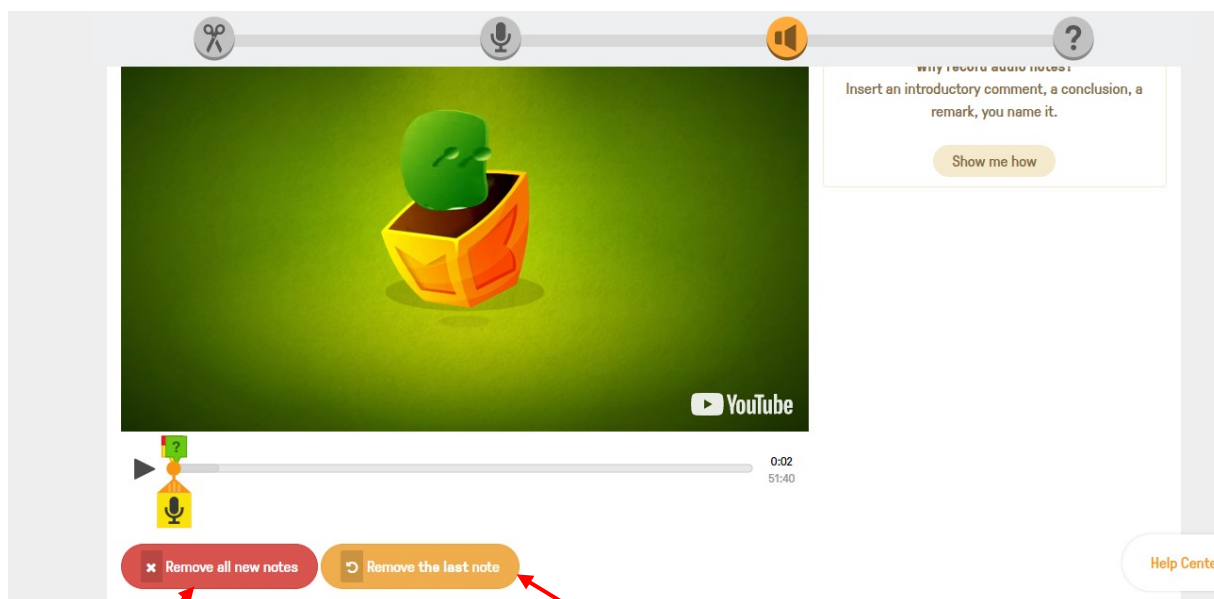 ?
Why record audio notes?
Insert an introductory comment, a conclusion, a
remark, you name it.
Show me how
YouTube
?
0:02
51:40
Remove all new notes
Remove the last note
Help